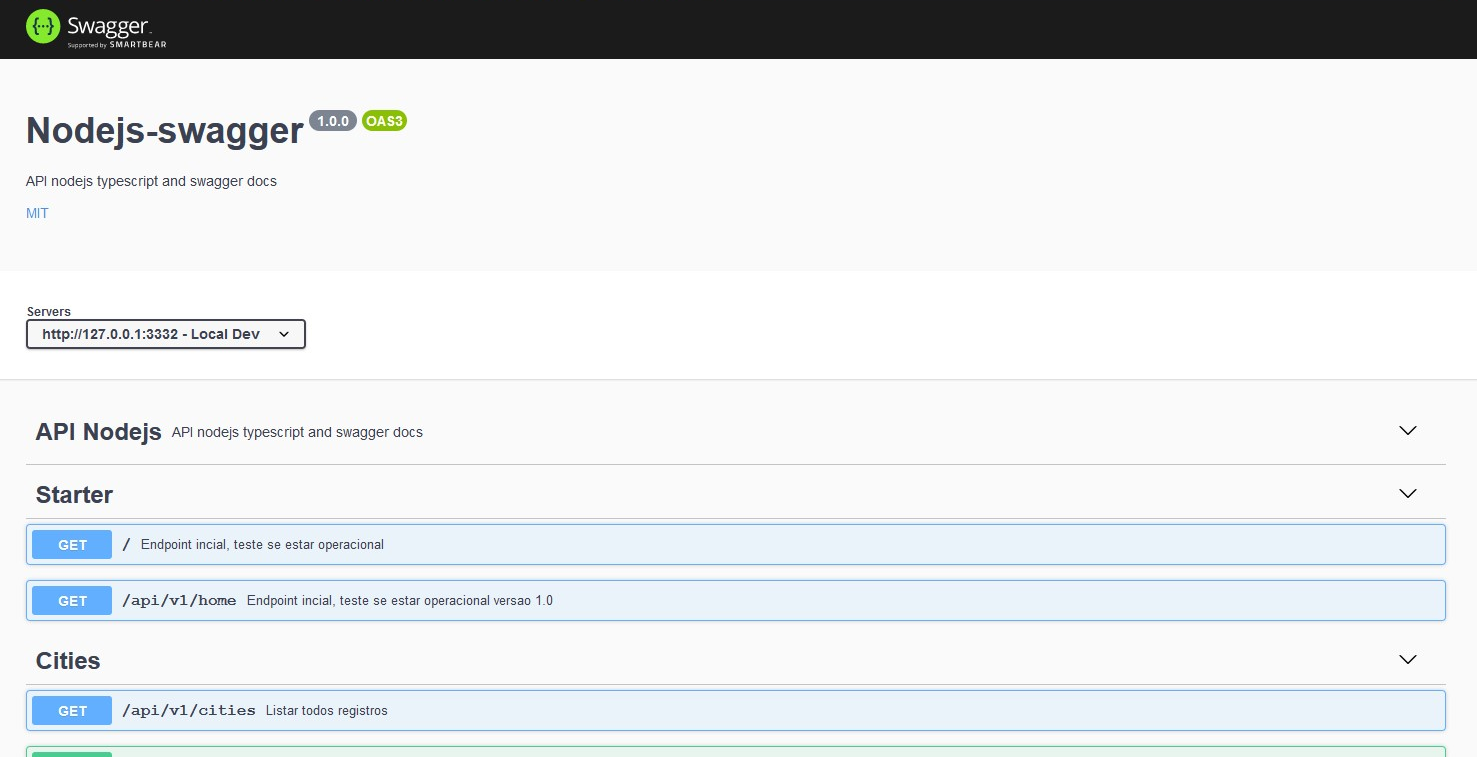 {···} Swagger
Supported by SMARTBEAR
Nodejs-swagger 1.0.0 OAS3
API nodejs typescript and swagger docs
MIT
Servers
http://127.0.0.1:3332 - Local Dev
API Nodejs API nodejs typescript and swagger docs
Starter
GET / Endpoint incial, teste se estar operacional
GET /api/v1/home Endpoint incial, teste se estar operacional versao 1.0
Cities
GET /api/v1/cities Listar todos registros